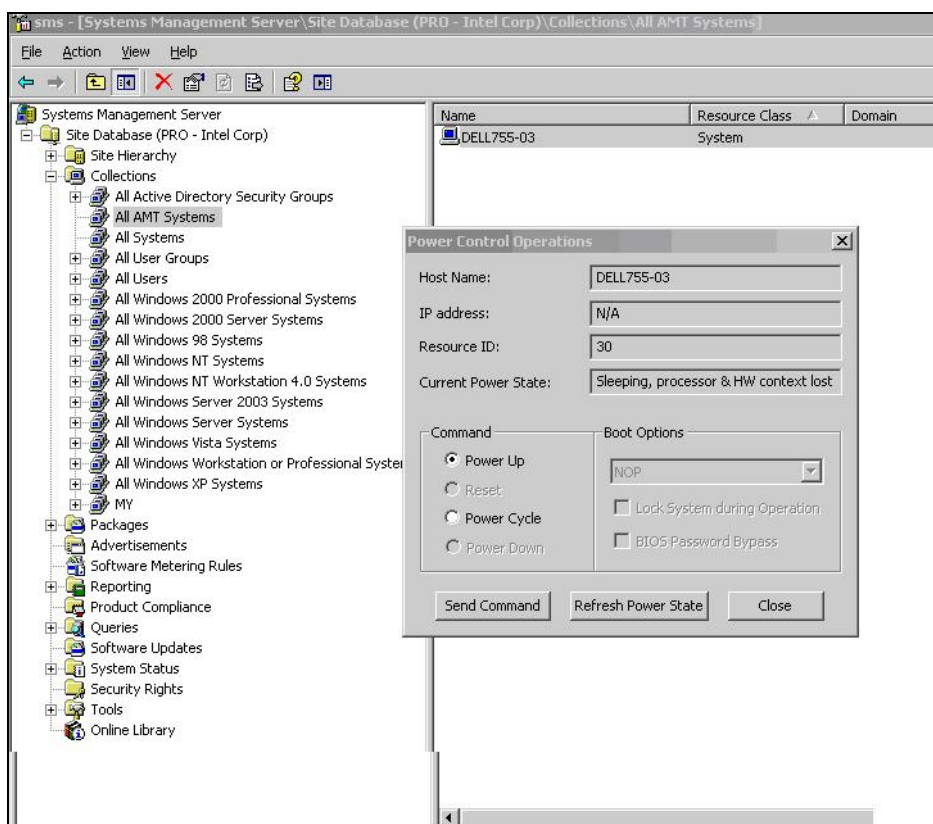 sms - [Systems Management Server\Site Database (PRO - Intel Corp)\Collections\All AMT Systems]
File Action View Help
Systems Management Server
Site Database (PRO - Intel Corp)
Site Hierarchy
Collections
All Active Directory Security Groups
All AMT Systems
All Systems
All User Groups
All Users
All Windows 2000 Professional Systems
All Windows 2000 Server Systems
All Windows 98 Systems
All Windows NT Systems
All Windows NT Workstation 4.0 Systems
All Windows Server 2003 Systems
All Windows Server Systems
All Windows Vista Systems
All Windows Workstation or Professional Syster
All Windows XP Systems
MY
Packages
Advertisements
Software Metering Rules
Reporting
Product Compliance
Queries
Software Updates
System Status
Security Rights
Tools
Online Library
Name Resource Class Domain
DELL755-03 System
Power Control Operations
Host Name: DELL755-03
IP address: N/A
Resource ID: 30
Current Power State: Sleeping, processor & HW context lost
Command
Power Up
Reset
Power Cycle
Power Down
Boot Options
NOP
Lock System during Operation
BIOS Password Bypass
Send Command Refresh Power State Close